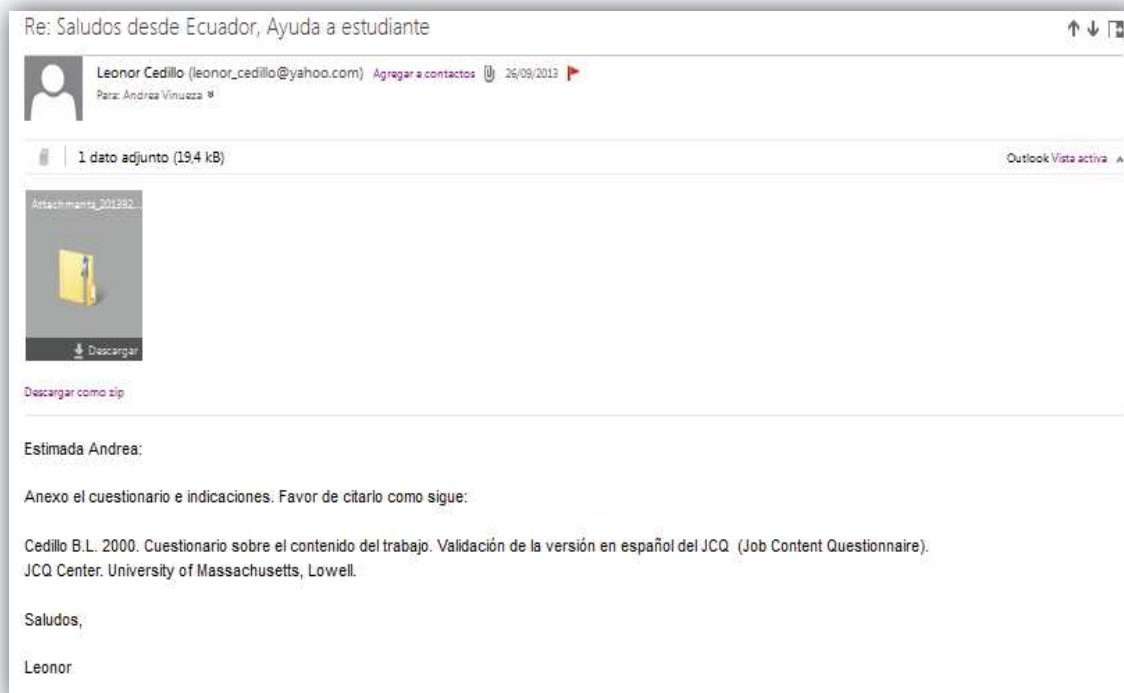 Re: Saludos desde Ecuador, Ayuda a estudiante
Leonor Cedillo (leonor_cedillo@yahoo.com) Agregar a contactos 26/09/2013
Para: Andrea Vinueza
1 dato adjunto (19,4 kB)
Outlook Vista activa
Attachments_201392...
Descargar
Descargar como zip
Estimada Andrea:
Anexo el cuestionario e indicaciones. Favor de citarlo como sigue:
Cedillo B.L. 2000. Cuestionario sobre el contenido del trabajo. Validación de la versión en español del JCQ (Job Content Questionnaire).
JCQ Center. University of Massachusetts, Lowell.
Saludos,
Leonor